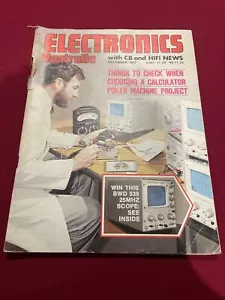 ELECTRONICS
Australia
with CB and HIFI NEWS
THINGS TO CHECK WHEN
CHOOSING A CALCULATOR
POKER MACHINE PROJECT
WIN THIS
BWD 539
25MHZ
SCOPE:
SEE
INSIDE